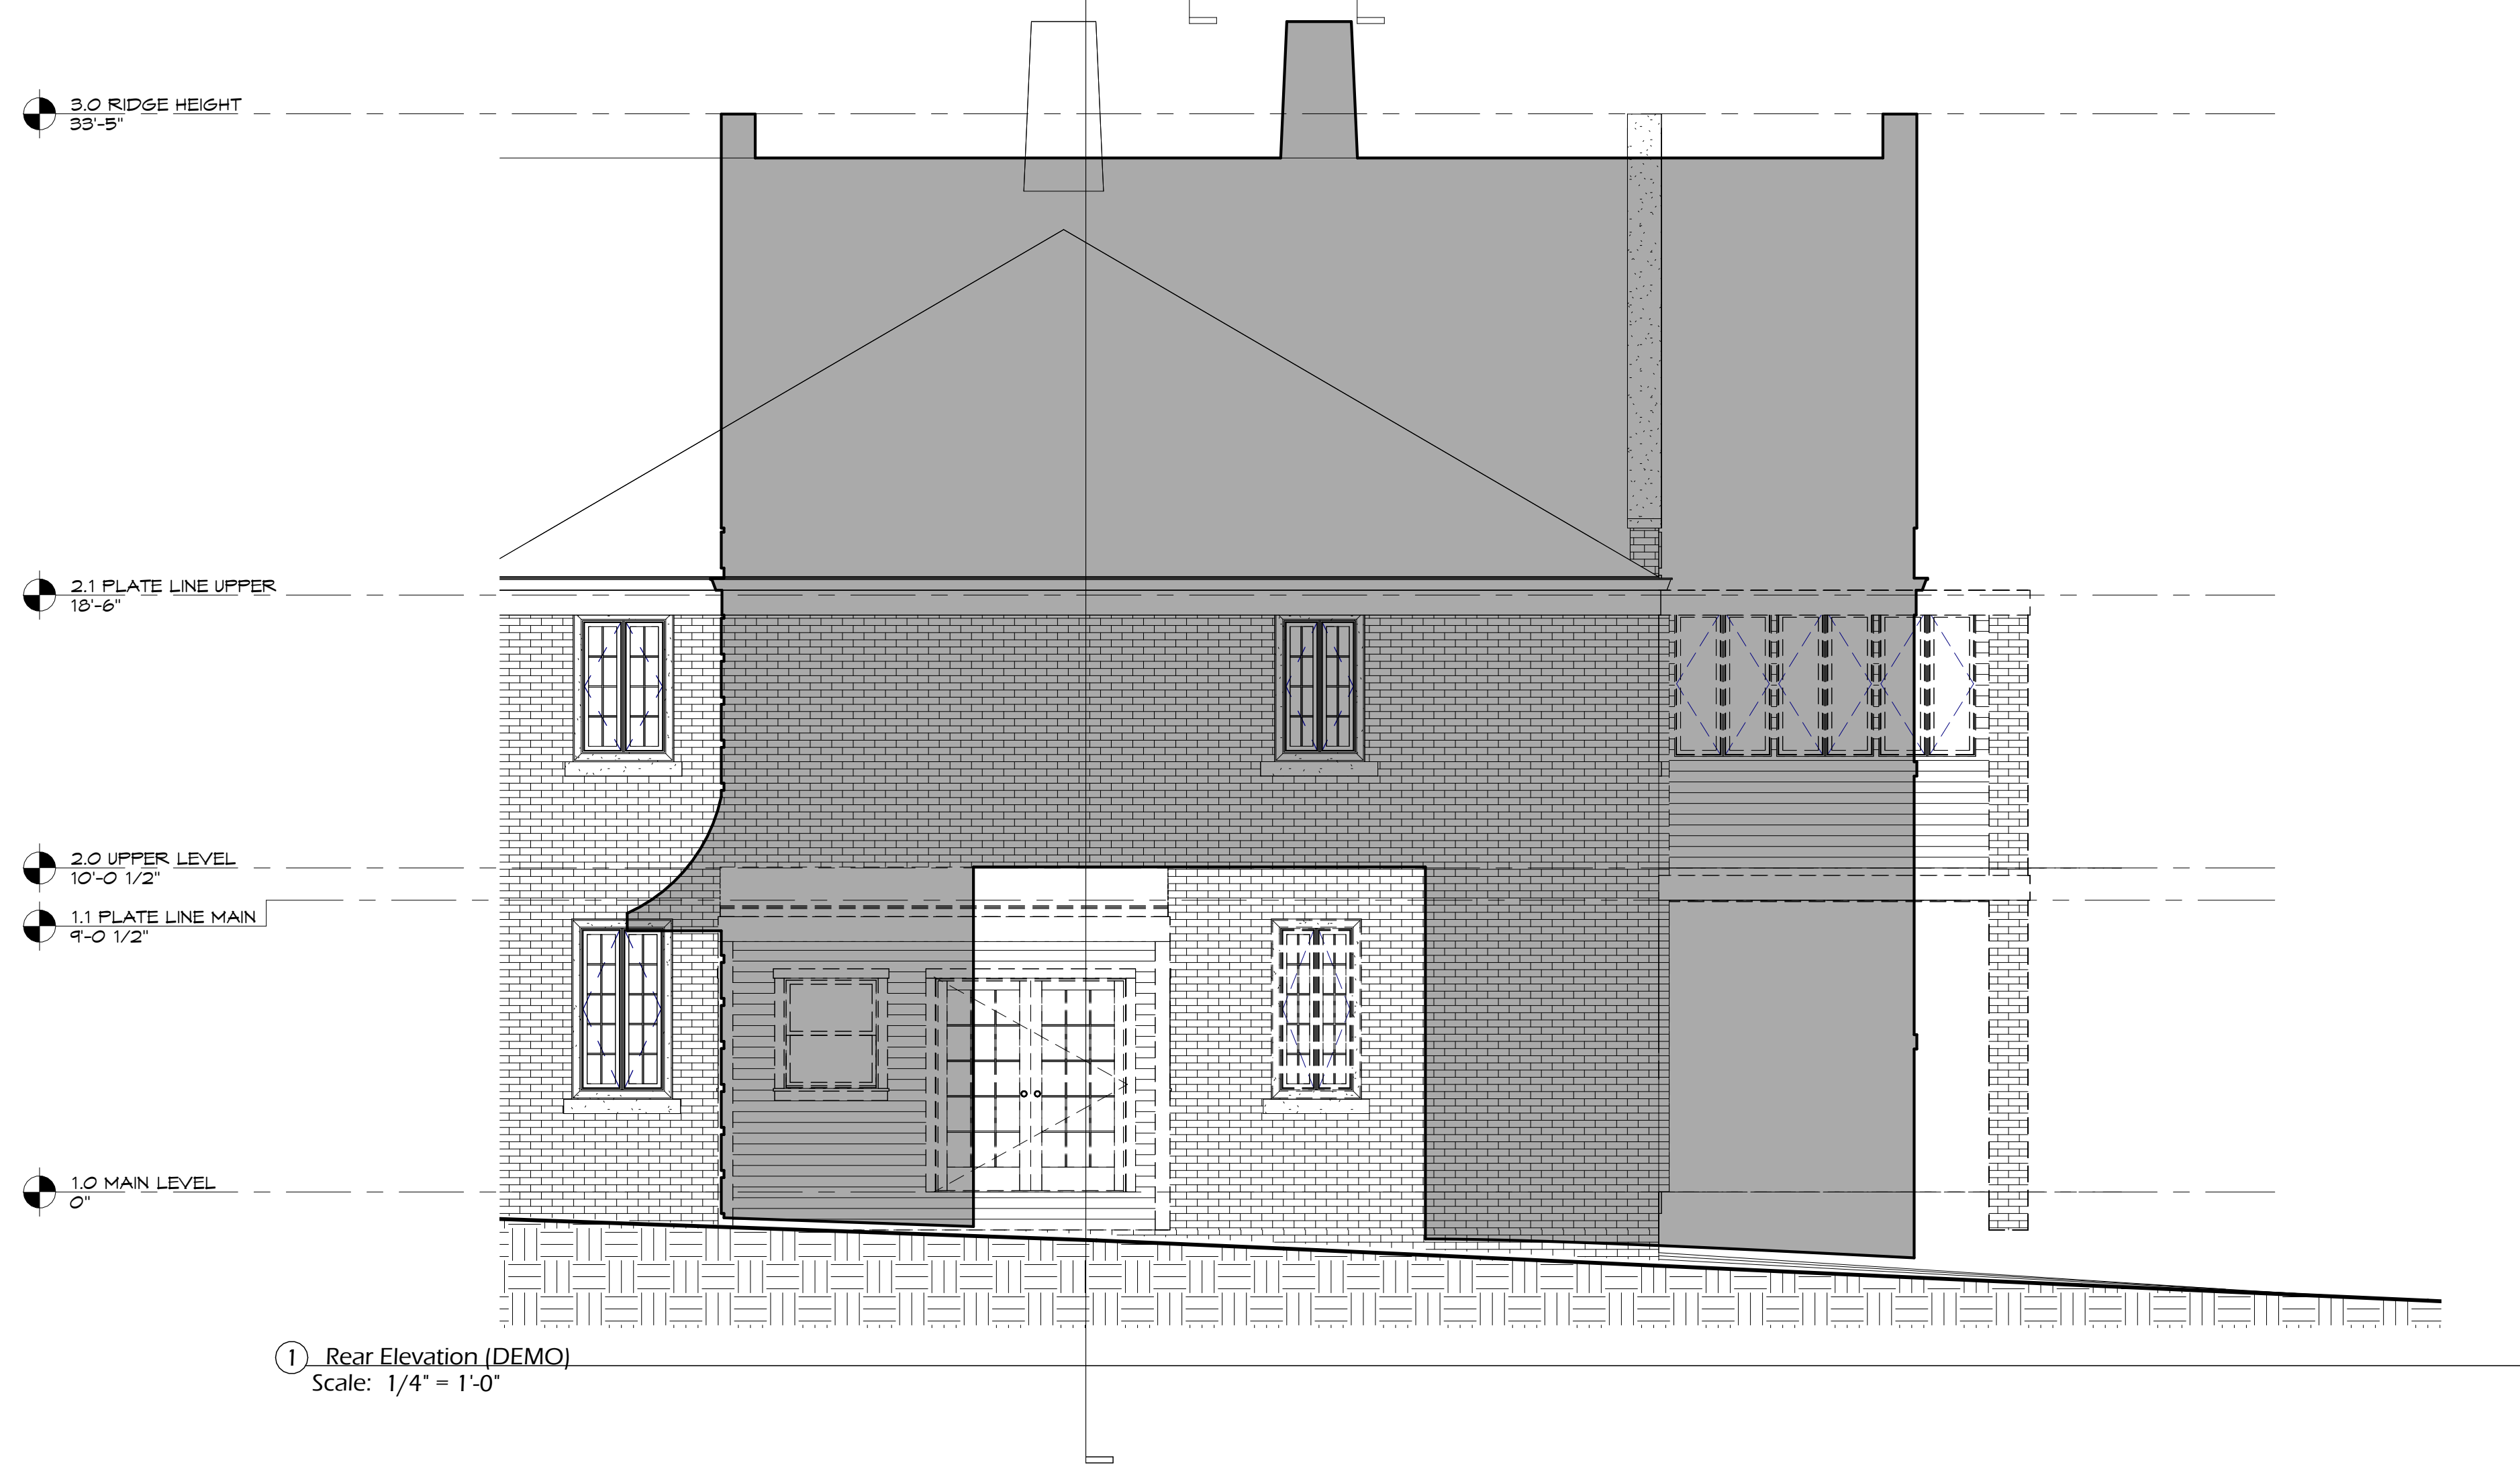 3.0 RIDGE HEIGHT
33'-5"
2.1 PLATE LINE UPPER
18'-6"
2.0 UPPER LEVEL
10'-0 1/2"
1.1 PLATE LINE MAIN
9'-0 1/2"
1.0 MAIN LEVEL
0"
1 Rear Elevation (DEMO)
Scale: 1/4" = 1'-0"